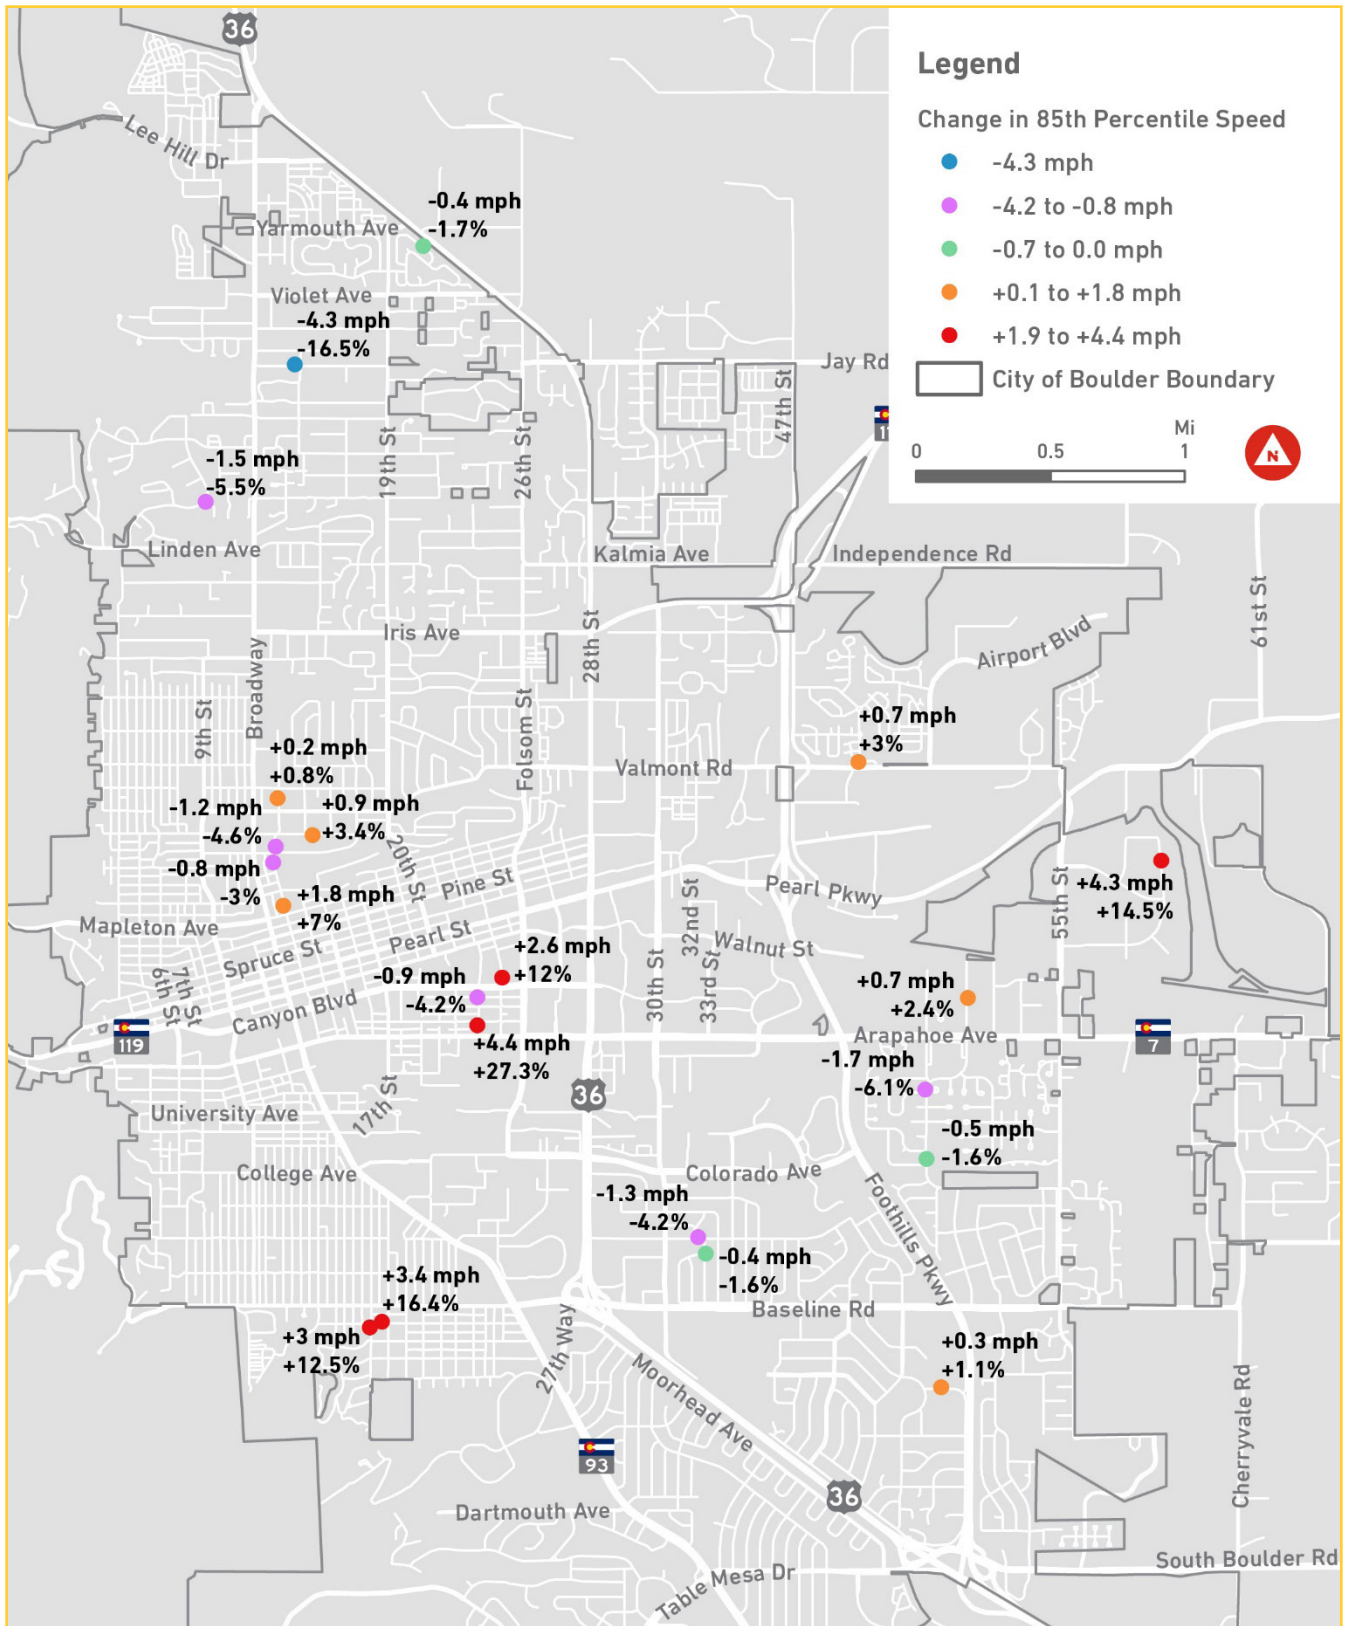 36
Legend
Change in 85th Percentile Speed
-4.3 mph
-4.2 to -0.8 mph
-0.7 to 0.0 mph
+0.1 to +1.8 mph
+1.9 to +4.4 mph
City of Boulder Boundary
Mi
0 0.5 1
N
Lee Hill Dr
-0.4 mph
-1.7%
Yarmouth Ave
Violet Ave
-4.3 mph
-16.5%
Jay Rd
47th St
19th St
26th St
-1.5 mph
-5.5%
Linden Ave
Kalmia Ave
Independence Rd
61st St
Iris Ave
28th St
Airport Blvd
Broadway
9th St
Folsom St
+0.7 mph
+3%
+0.2 mph
+0.8%
Valmont Rd
-1.2 mph
-4.6%
+0.9 mph
+3.4%
20th St
-0.8 mph
-3%
Pine St
+1.8 mph
+7%
Pearl Pkwy
55th St
+4.3 mph
+14.5%
Mapleton Ave
Spruce St
Pearl St
32nd St
Walnut St
+2.6 mph
+12%
-0.9 mph
-4.2%
6th St
7th St
Canyon Blvd
30th St
33rd St
+0.7 mph
+2.4%
119
+4.4 mph
+27.3%
Arapahoe Ave
7
-1.7 mph
-6.1%
36
University Ave
17th St
-0.5 mph
-1.6%
College Ave
Colorado Ave
-1.3 mph
-4.2%
Foothills Pkwy
-0.4 mph
-1.6%
+3.4 mph
+16.4%
Baseline Rd
+3 mph
+12.5%
27th Way
+0.3 mph
+1.1%
Moorhead Ave
Cherryvale Rd
93
36
Dartmouth Ave
Table Mesa Dr
South Boulder Rd